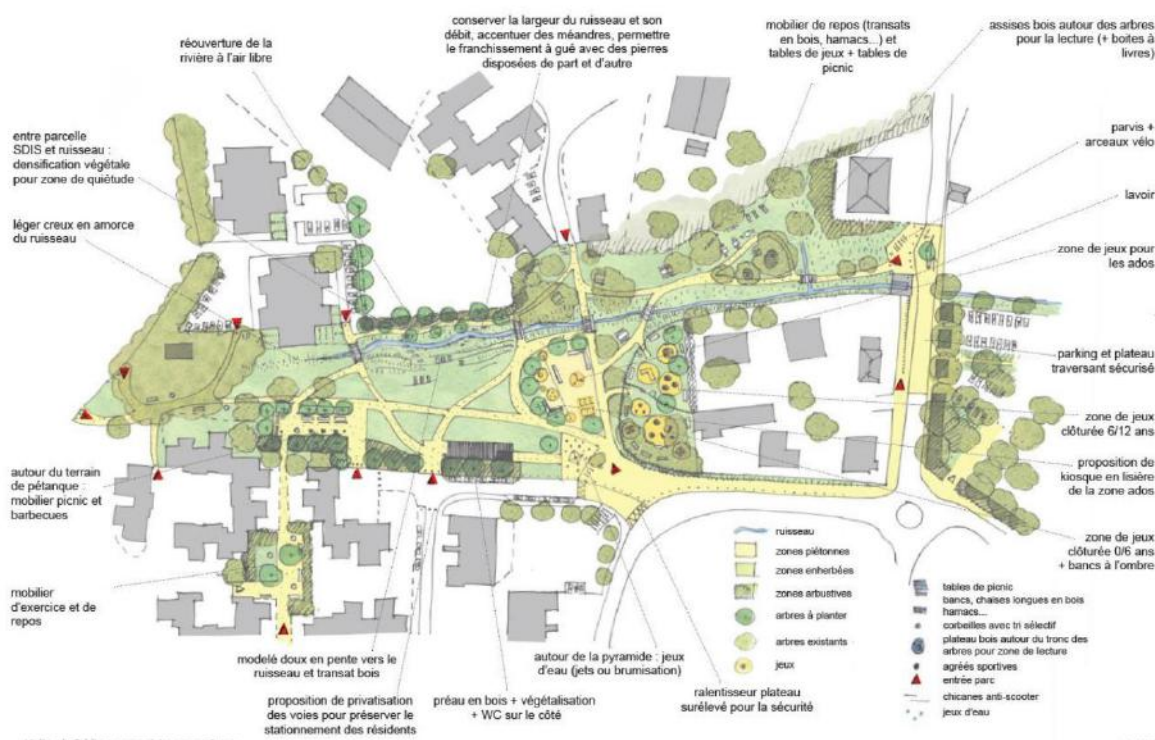 conserver la largeur du ruisseau et son
débit, accentuer des méandres, permettre
le franchissement à gué avec des pierres
disposées de part et d'autre
mobilier de repos (transats
en bois, hamacs...) et
tables de jeux + tables de
picnic
assises bois autour des arbres
pour la lecture (+ boites à
livres)
réouverture de la
rivière à l'air libre
entre parcelle
SDIS et ruisseau :
densification végétale
pour zone de quiétude
léger creux en amorce
du ruisseau
parvis +
arceaux vélo
lavoir
zone de jeux pour
les ados
parking et plateau
traversant sécurisé
zone de jeux
clôturée 6/12 ans
proposition de
kiosque en lisière
de la zone ados
zone de jeux
clôturée 0/6 ans
+ bancs à l'ombre
autour du terrain
de pétanque :
mobilier picnic et
barbecues
mobilier
d'exercice et de
repos
modelé doux en pente vers le
ruisseau et transat bois
proposition de privatisation
des voies pour préserver le
stationnement des résidents
préau en bois + végétalisation
+ WC sur le côté
autour de la pyramide : jeux
d'eau (jets ou brumisation)
ralentisseur plateau
surélevé pour la sécurité
ruisseau
zones piétonnes
zones enherbées
zones arbustives
arbres à planter
arbres existants
jeux
tables de picnic
bancs, chaises longues en bois
hamacs...
corbeilles avec tri sélectif
plateau bois autour du tronc des
arbres pour zone de lecture
agréés sportives
entrée parc
chicanes anti-scooter
jeux d'eau